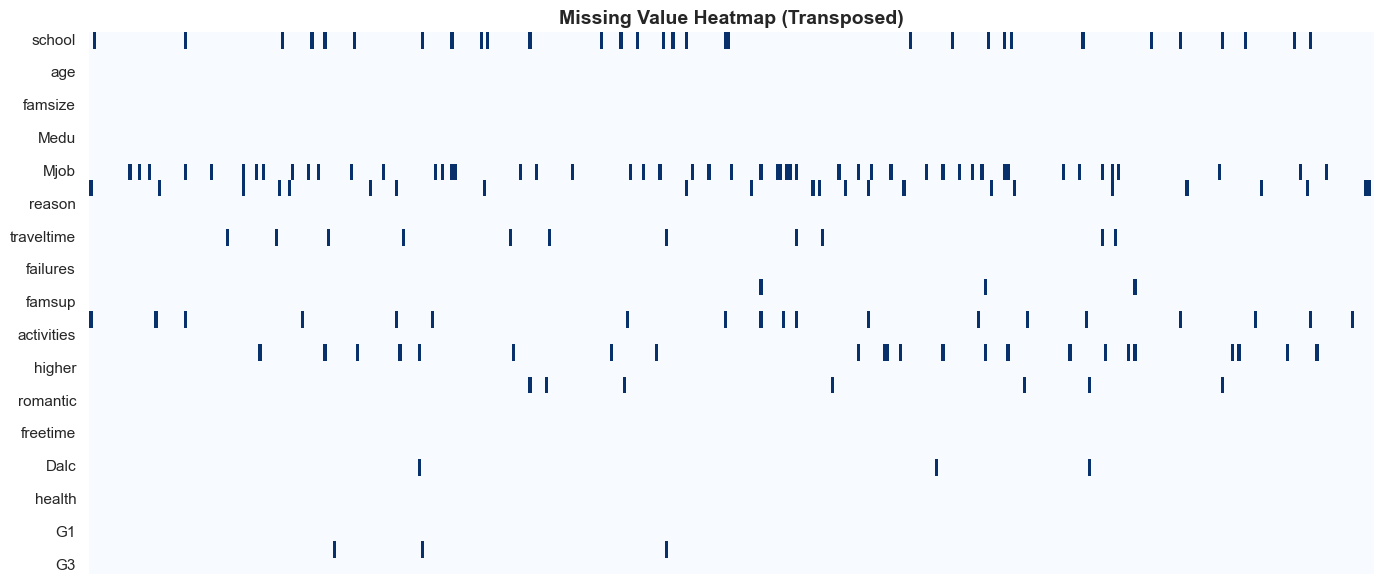 Missing Value Heatmap (Transposed)
school
age
famsize
Medu
Mjob
reason
traveltime
failures
famsup
activities
higher
romantic
freetime
Dalc
health
G1
G3